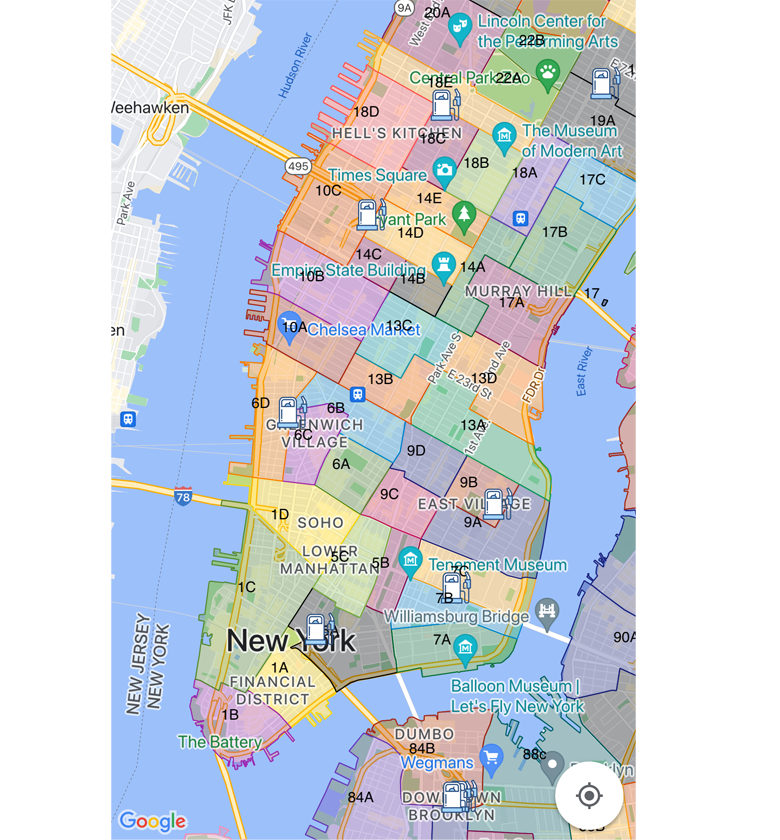 9A
20A
JFK
Lincoln Center for
the Performing Arts
22B
West
Hudson River
Central Park Zoo
22A
18E
E 72
19A
Weehawken
18D
HELL'S KITCHEN
18C
The Museum
of Modern Art
495
Times Square
18B
18A
17C
Park Ave
10C
14E
yant Park
14D
17B
14C
Empire State Building
10B
14B
14A
MURRAY HILL
17A
17
en
10A
Chelsea Market
13C
Park Ave S
2nd Ave
E 23rd St
East River
13B
13D
FDR Dr
6D
6B
GREENWICH
VILLAGE
6C
13A
1st Ave
6A
9D
9B
9C
EAST VILLAGE
9A
78
1D
SOHO
LOWER
MANHATTAN
5C
5B
Tenement Museum
7C
1C
7B
Williamsburg Bridge
New York
7A
90A
NEW JERSEY
NEW YORK
1A
FINANCIAL
DISTRICT
Balloon Museum |
Let's Fly New York
1B
The Battery
DUMBO
84B
Wegmans
88c
Brooklyn
84A
DOWNTOWN
BROOKLYN
Google